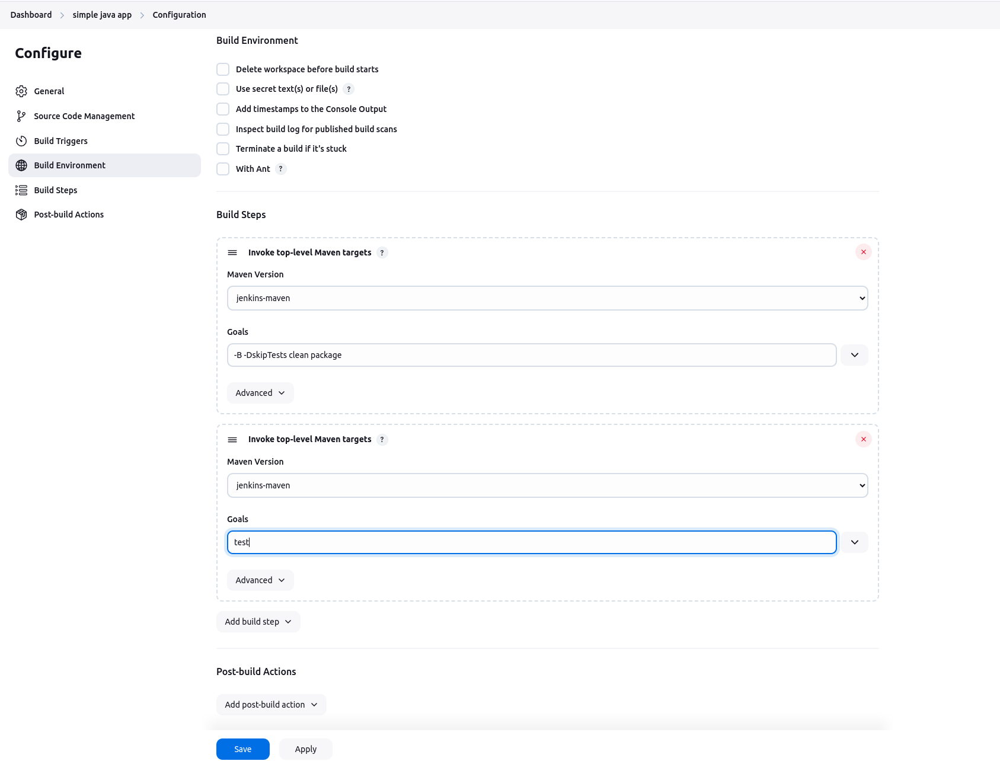 Dashboard > simple java app > Configuration
Configure
General
Source Code Management
Build Triggers
Build Environment
Build Steps
Post-build Actions
Build Environment
Delete workspace before build starts
Use secret text(s) or file(s) ?
Add timestamps to the Console Output
Inspect build log for published build scans
Terminate a build if it's stuck
With Ant ?
Build Steps
Invoke top-level Maven targets ?
Maven Version
jenkins-maven
Goals
-B -DskipTests clean package
Advanced
Invoke top-level Maven targets ?
Maven Version
jenkins-maven
Goals
test
Advanced
Add build step
Post-build Actions
Add post-build action
Save Apply